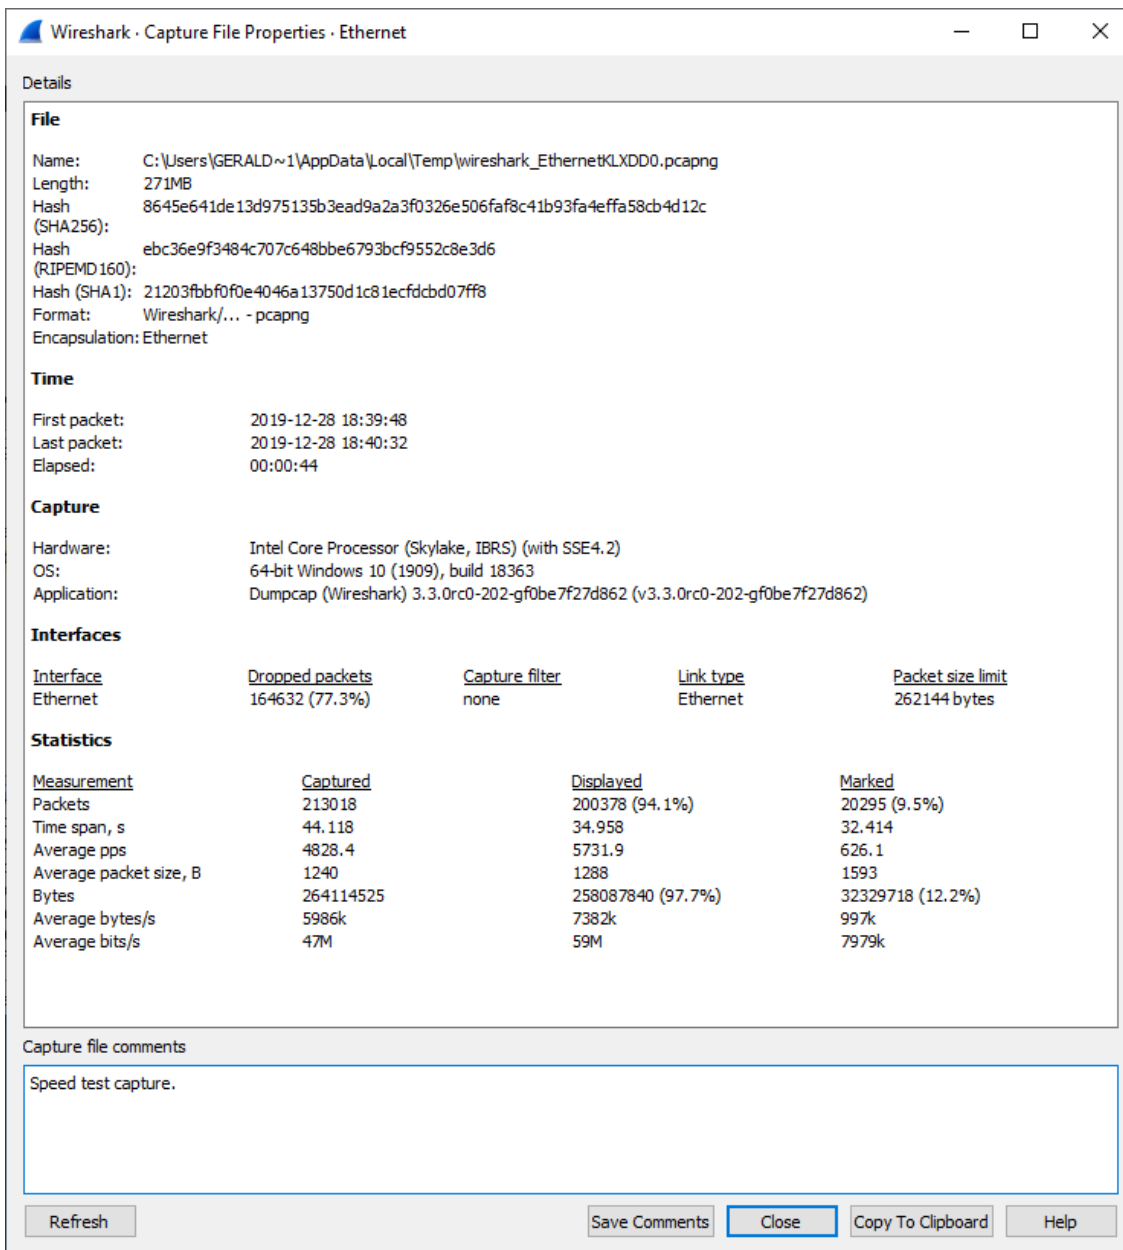 Wireshark · Capture File Properties · Ethernet
Details
File
Name: C:\Users\GERALD~1\AppData\Local\Temp\wireshark_EthernetKLXDD0.pcapng
Length: 271MB
Hash (SHA256): 8645e641de13d975135b3ead9a2a3f0326e506faf8c41b93fa4effa58cb4d12c
Hash (RIPEMD160): ebc36e9f3484c707c648bbe6793bcf9552c8e3d6
Hash (SHA1): 21203fbbf0f0e4046a13750d1c81ecfdcbd07ff8
Format: Wireshark/... - pcapng
Encapsulation: Ethernet
Time
First packet: 2019-12-28 18:39:48
Last packet: 2019-12-28 18:40:32
Elapsed: 00:00:44
Capture
Hardware: Intel Core Processor (Skylake, IBRS) (with SSE4.2)
OS: 64-bit Windows 10 (1909), build 18363
Application: Dumpcap (Wireshark) 3.3.0rc0-202-gf0be7f27d862 (v3.3.0rc0-202-gf0be7f27d862)
Interfaces
Interface Dropped packets Capture filter Link type Packet size limit
Ethernet 164632 (77.3%) none Ethernet 262144 bytes
Statistics
Measurement Captured Displayed Marked
Packets 213018 200378 (94.1%) 20295 (9.5%)
Time span, s 44.118 34.958 32.414
Average pps 4828.4 5731.9 626.1
Average packet size, B 1240 1288 1593
Bytes 264114525 258087840 (97.7%) 32329718 (12.2%)
Average bytes/s 5986k 7382k 997k
Average bits/s 47M 59M 7979k
Capture file comments
Speed test capture.
Refresh Save Comments Close Copy To Clipboard Help